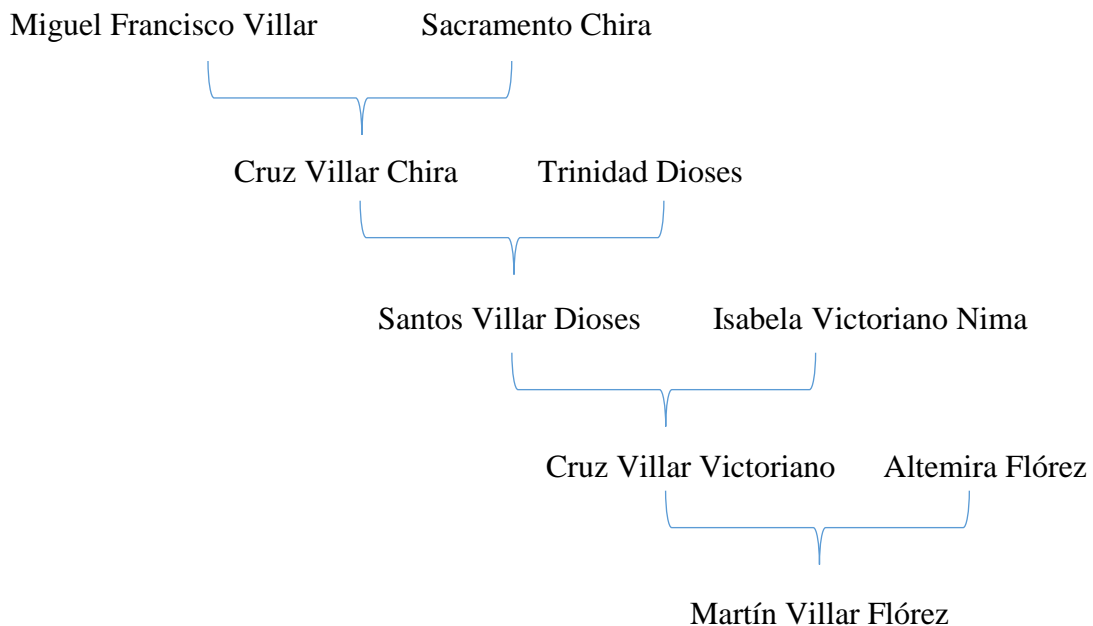 Miguel Francisco Villar Sacramento Chira
Cruz Villar Chira Trinidad Dioses
Santos Villar Dioses Isabela Victoriano Nima
Cruz Villar Victoriano Altemira Flórez
Martín Villar Flórez